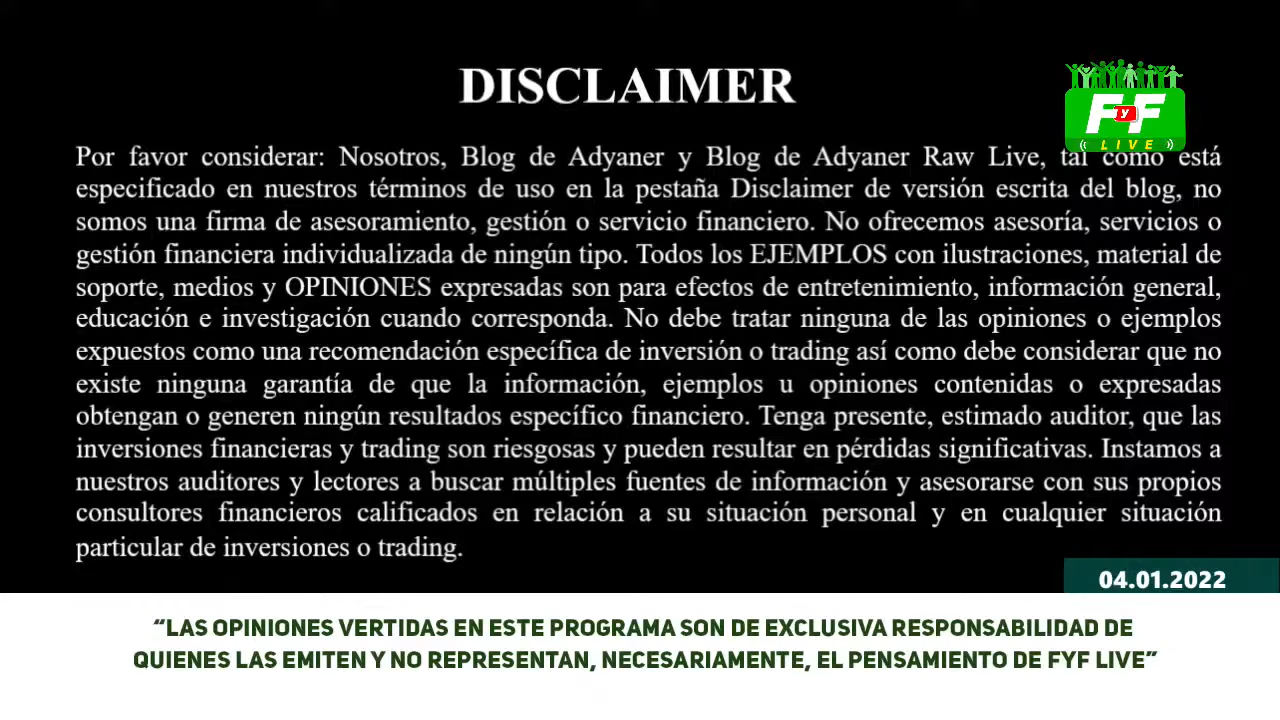 DISCLAIMER
FyF
LIVE
Por favor considerar: Nosotros, Blog de Adyaner y Blog de Adyaner Raw Live, tal como está
especificado en nuestros términos de uso en la pestaña Disclaimer de versión escrita del blog, no
somos una firma de asesoramiento, gestión o servicio financiero. No ofrecemos asesoría, servicios o
gestión financiera individualizada de ningún tipo. Todos los EJEMPLOS con ilustraciones, material de
soporte, medios y OPINIONES expresadas son para efectos de entretenimiento, información general,
educación e investigación cuando corresponda. No debe tratar ninguna de las opiniones o ejemplos
expuestos como una recomendación específica de inversión o trading así como debe considerar que no
existe ninguna garantía de que la información, ejemplos u opiniones contenidas o expresadas
obtengan o generen ningún resultados específico financiero. Tenga presente, estimado auditor, que las
inversiones financieras y trading son riesgosas y pueden resultar en pérdidas significativas. Instamos a
nuestros auditores y lectores a buscar múltiples fuentes de información y asesorarse con sus propios
consultores financieros calificados en relación a su situación personal y en cualquier situación
particular de inversiones o trading.
04.01.2022
“LAS OPINIONES VERTIDAS EN ESTE PROGRAMA SON DE EXCLUSIVA RESPONSABILIDAD DE
QUIENES LAS EMITEN Y NO REPRESENTAN, NECESARIAMENTE, EL PENSAMIENTO DE FYF LIVE”